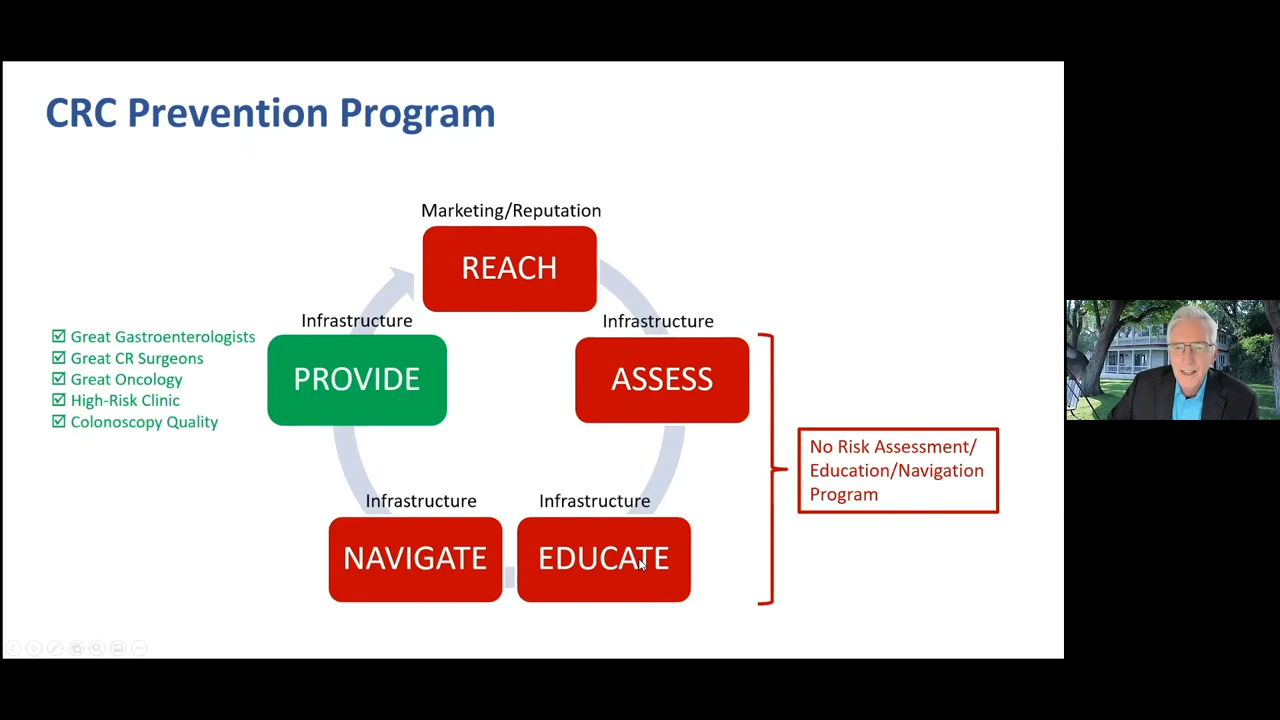 CRC Prevention Program
Marketing/Reputation
REACH
Infrastructure
PROVIDE
☑ Great Gastroenterologists
☑ Great CR Surgeons
☑ Great Oncology
☑ High-Risk Clinic
☑ Colonoscopy Quality
Infrastructure
ASSESS
No Risk Assessment/
Education/Navigation
Program
Infrastructure
NAVIGATE
Infrastructure
EDUCATE